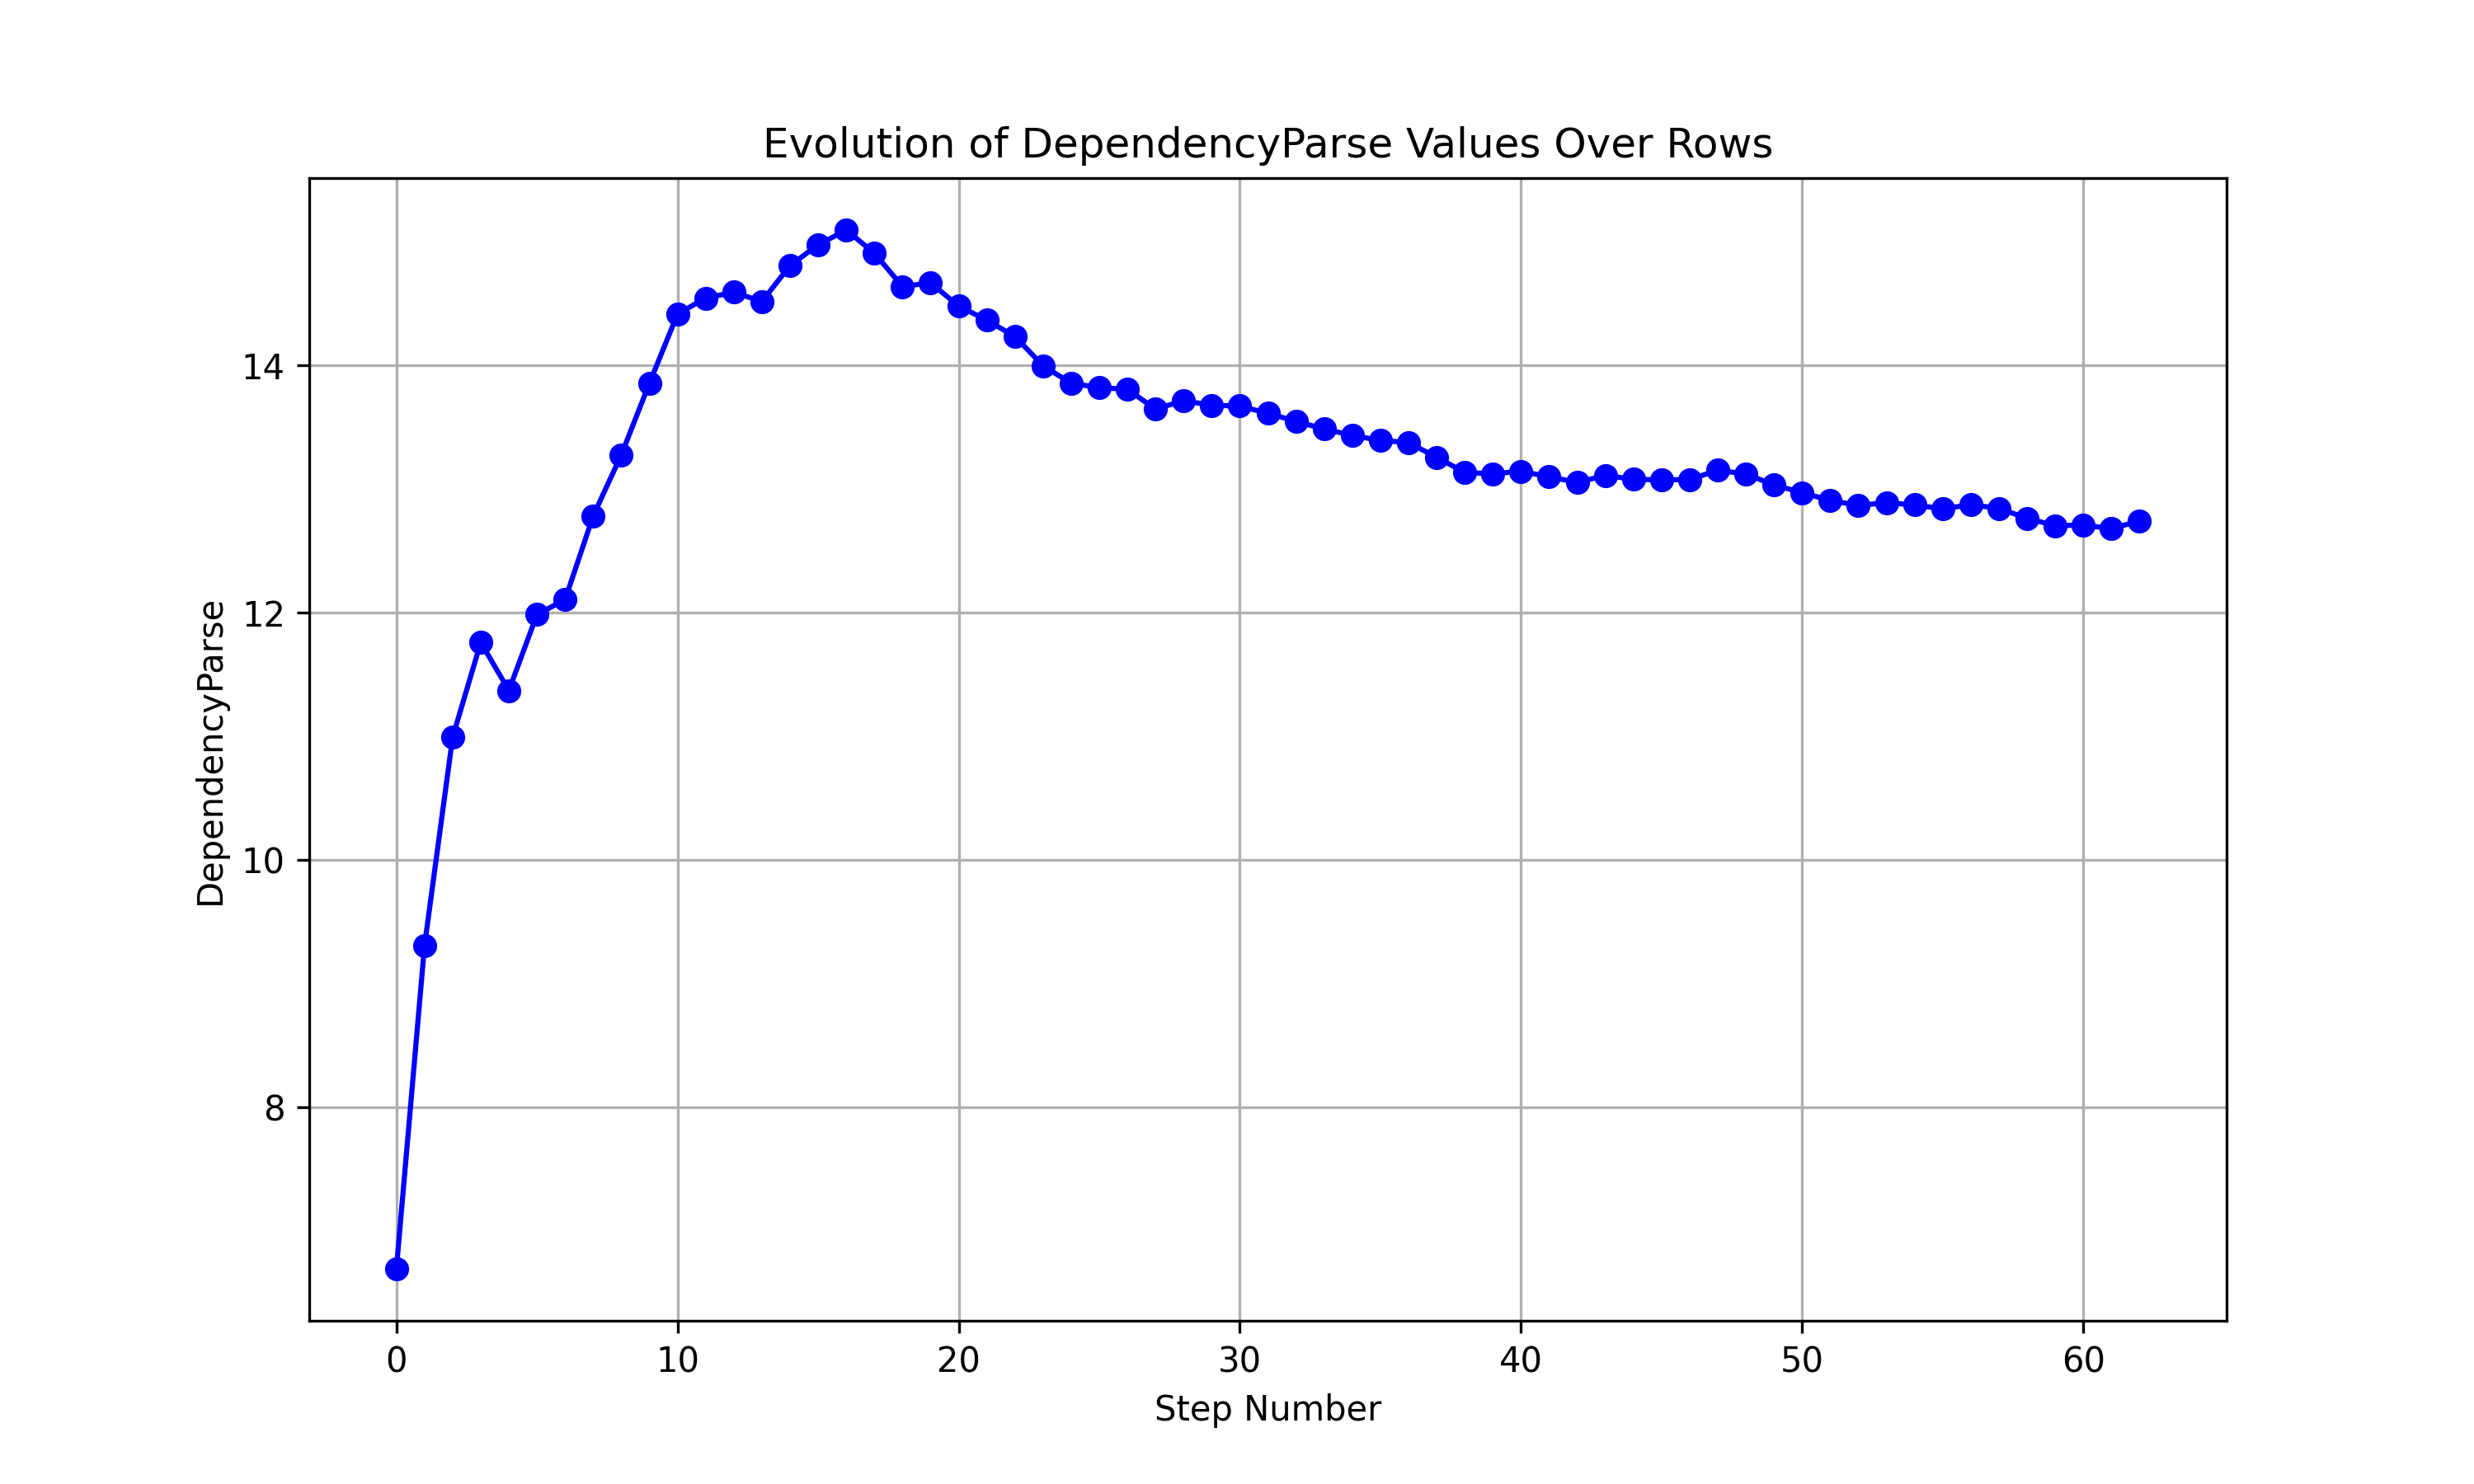 Evolution of DependencyParse Values Over Rows
DependencyParse
14
12
10
8
0 10 20 30 40 50 60
Step Number